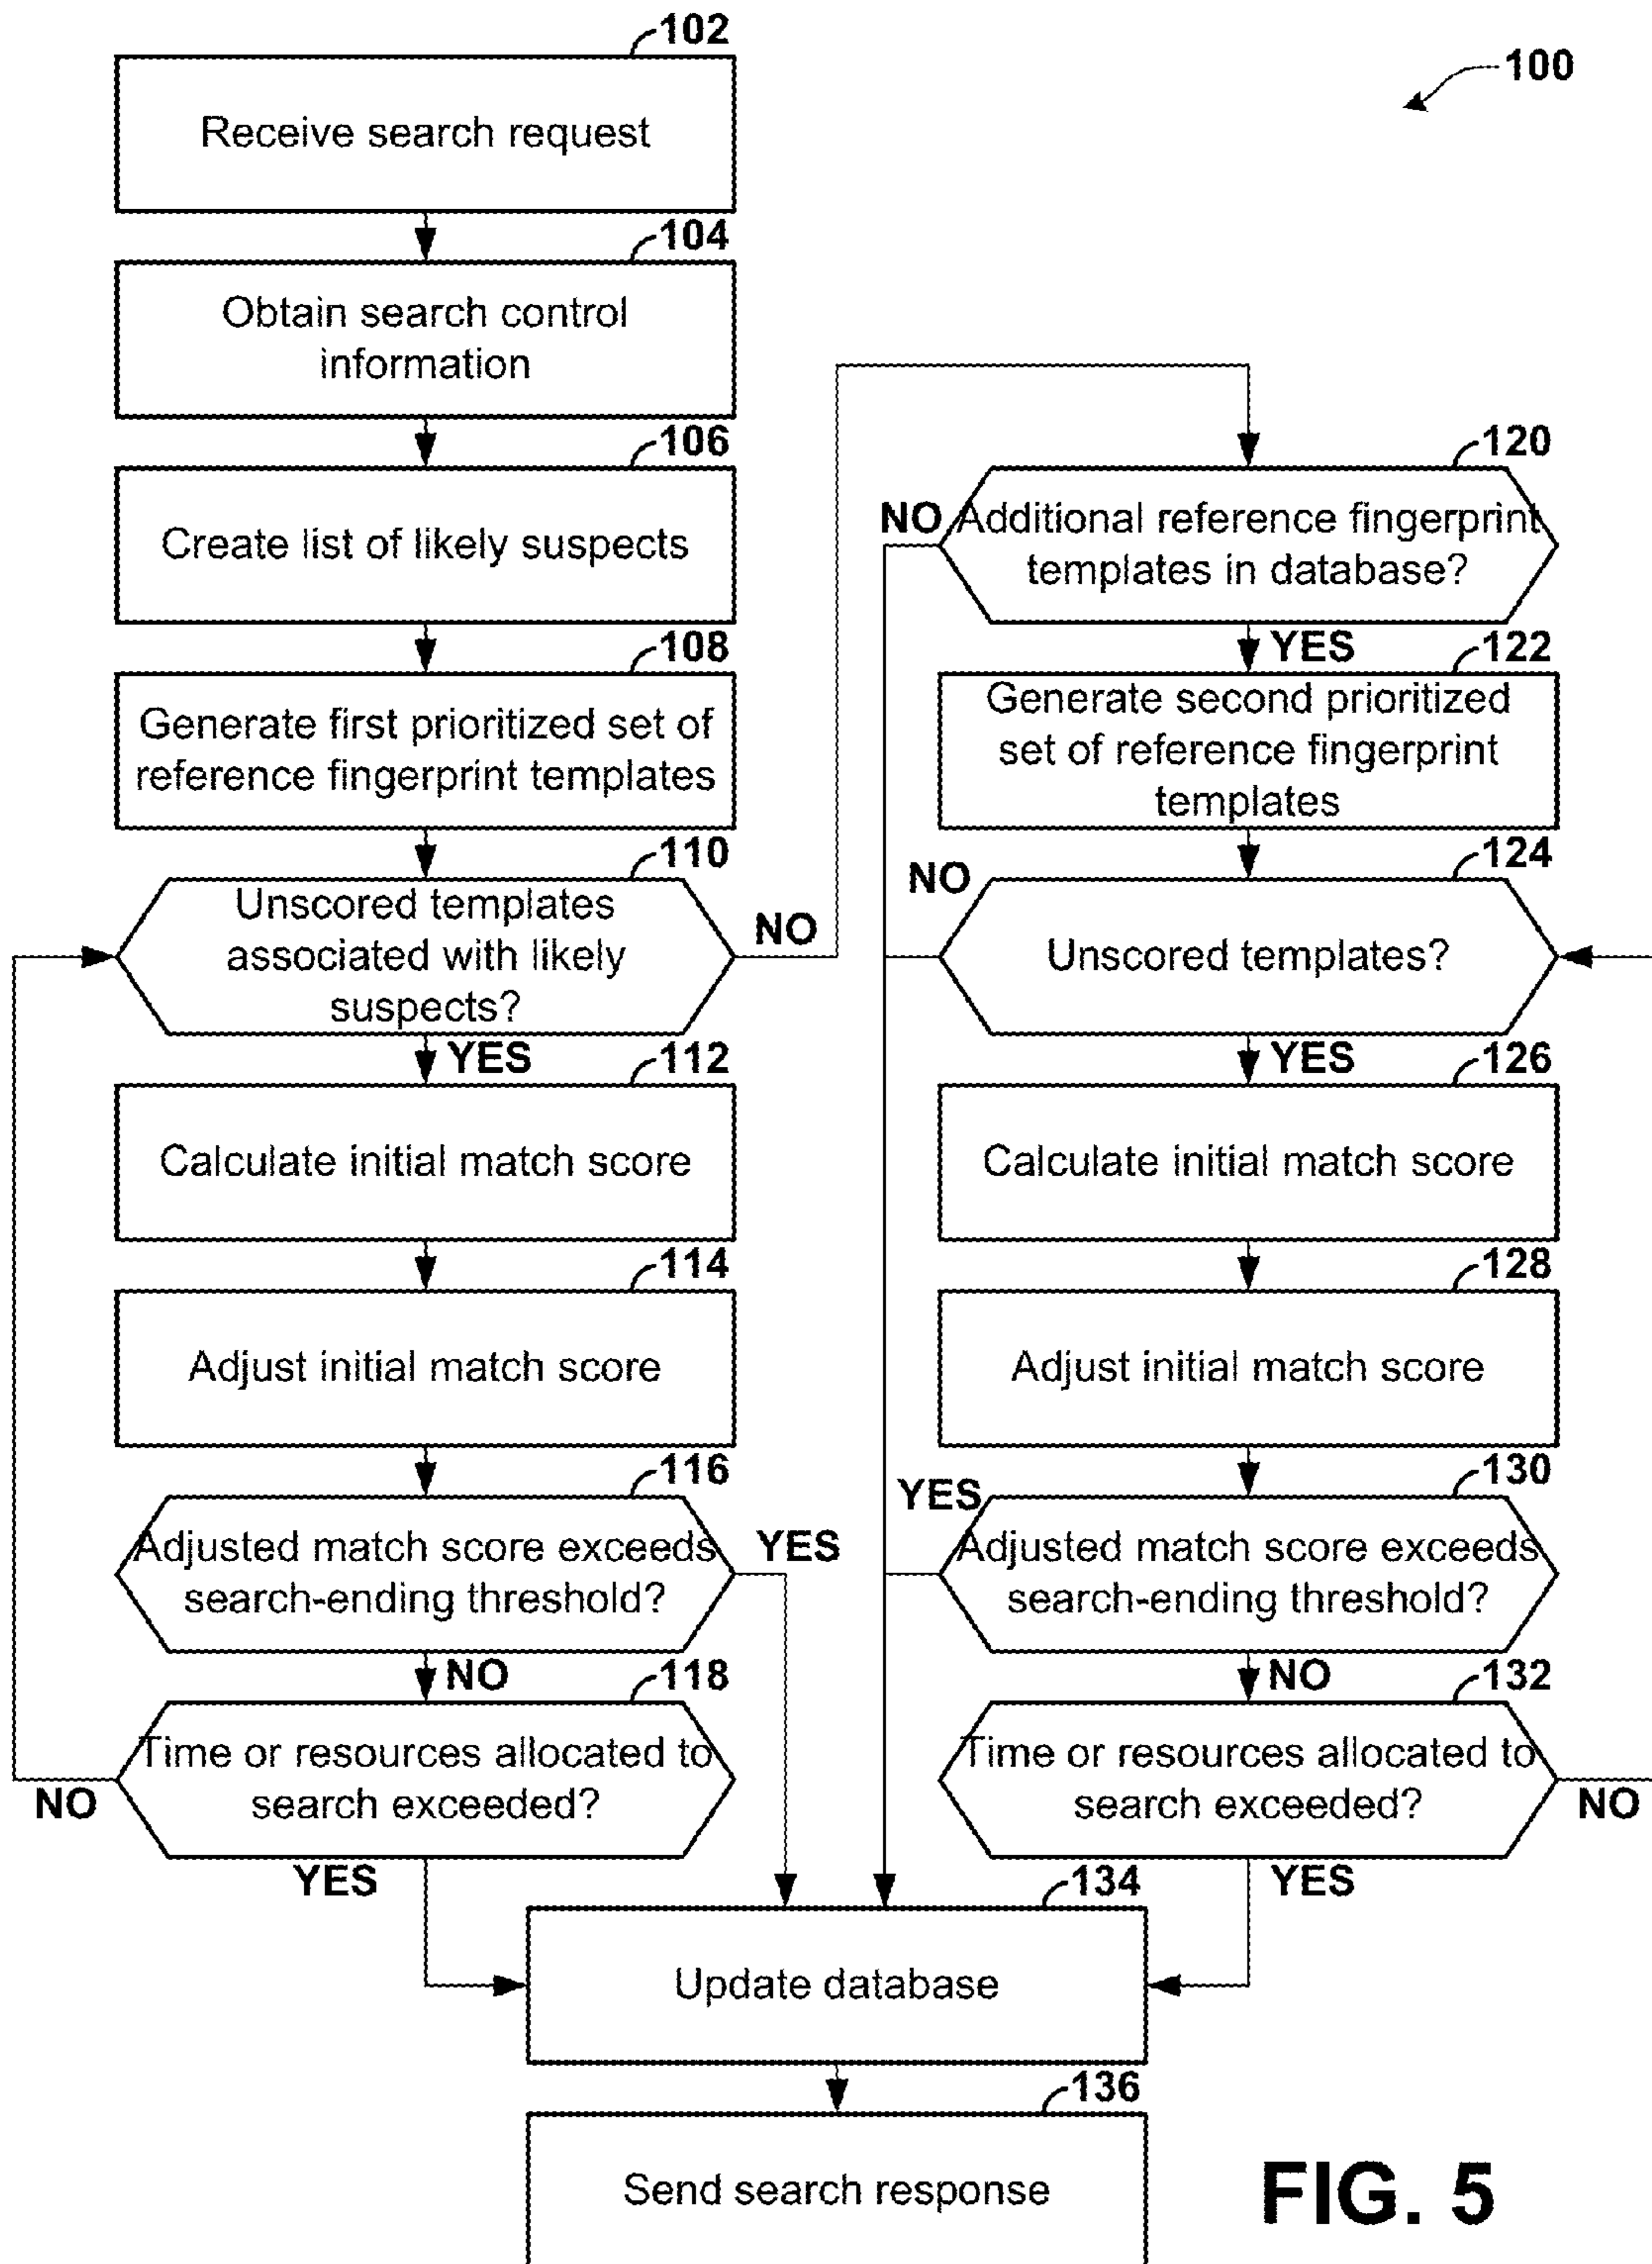 102
100
Receive search request
104
Obtain search control
information
106
Create list of likely suspects
108
Generate first prioritized set of
reference fingerprint templates
110
Unscored templates
associated with likely
suspects?
NO
YES
112
Calculate initial match score
114
Adjust initial match score
116
Adjusted match score exceeds
search-ending threshold?
YES
NO
118
Time or resources allocated to
search exceeded?
NO
YES
120
NO
Additional reference fingerprint
templates in database?
YES
122
Generate second prioritized
set of reference fingerprint
templates
124
NO
Unscored templates?
YES
126
Calculate initial match score
128
Adjust initial match score
130
YES
Adjusted match score exceeds
search-ending threshold?
NO
132
Time or resources allocated to
search exceeded?
NO
YES
134
Update database
136
Send search response
FIG. 5